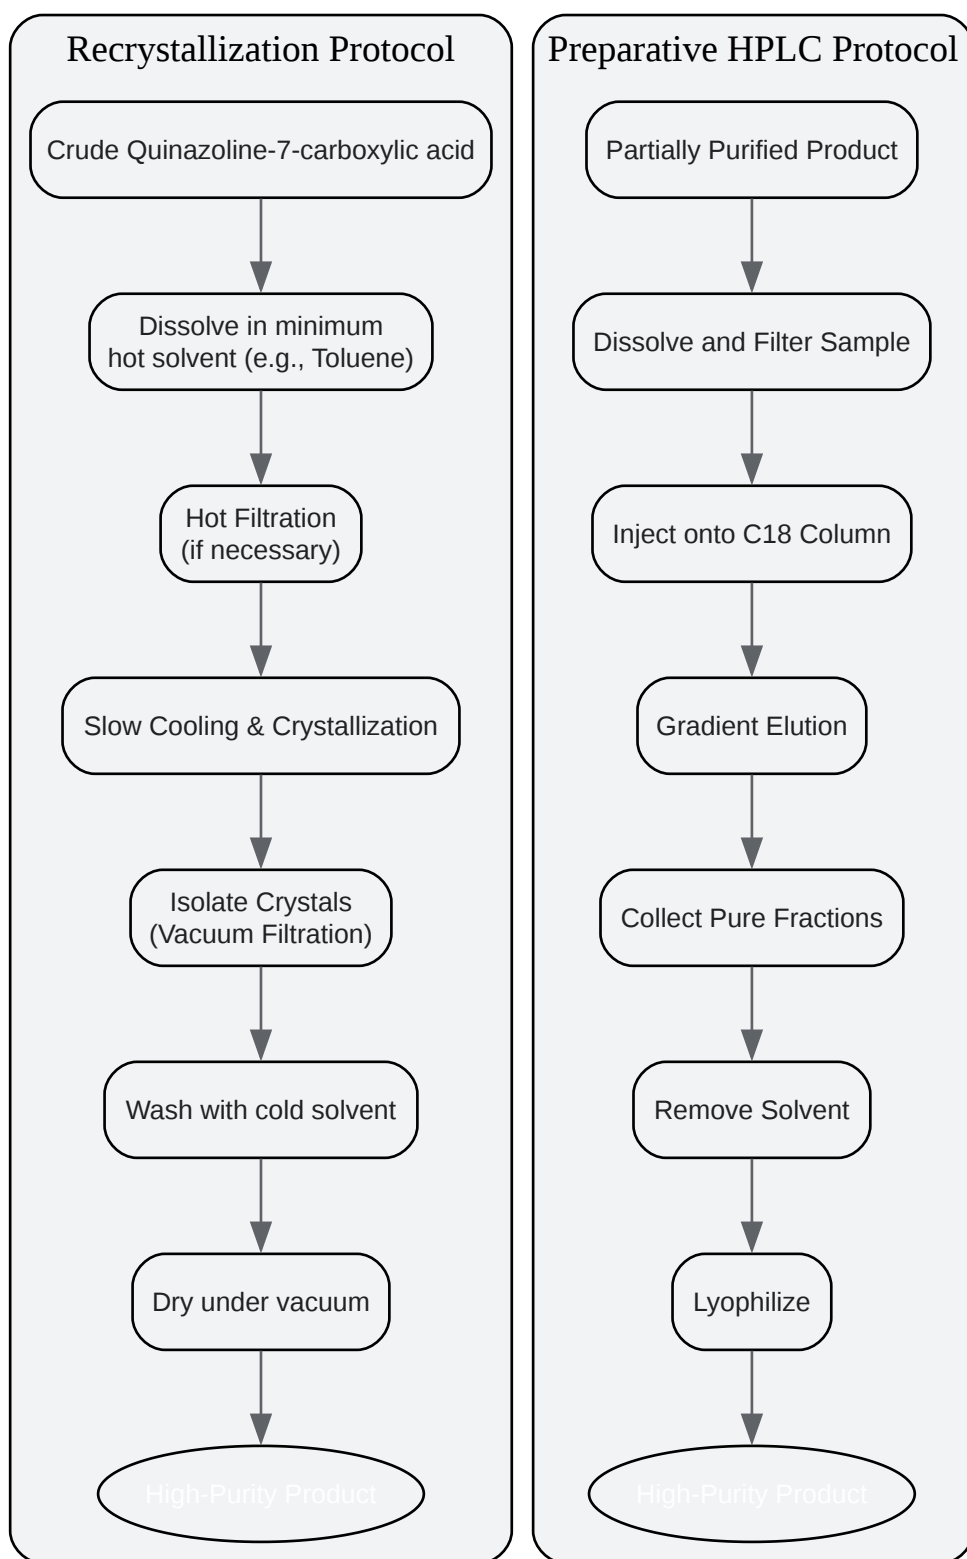 Recrystallization Protocol
Crude Quinazoline-7-carboxylic acid
Dissolve in minimum
hot solvent (e.g., Toluene)
Hot Filtration
(if necessary)
Slow Cooling & Crystallization
Isolate Crystals
(Vacuum Filtration)
Wash with cold solvent
Dry under vacuum
High-Purity Product
Preparative HPLC Protocol
Partially Purified Product
Dissolve and Filter Sample
Inject onto C18 Column
Gradient Elution
Collect Pure Fractions
Remove Solvent
Lyophilize
High-Purity Product